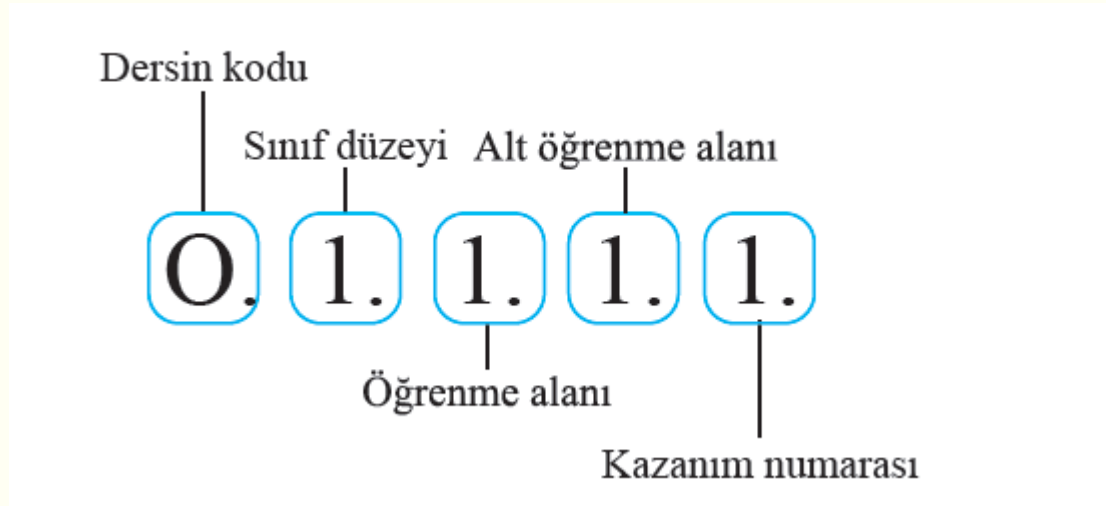 Dersin kodu
Sınıf düzeyi Alt öğrenme alanı
O. 1. 1. 1. 1.
Öğrenme alanı
Kazanım numarası